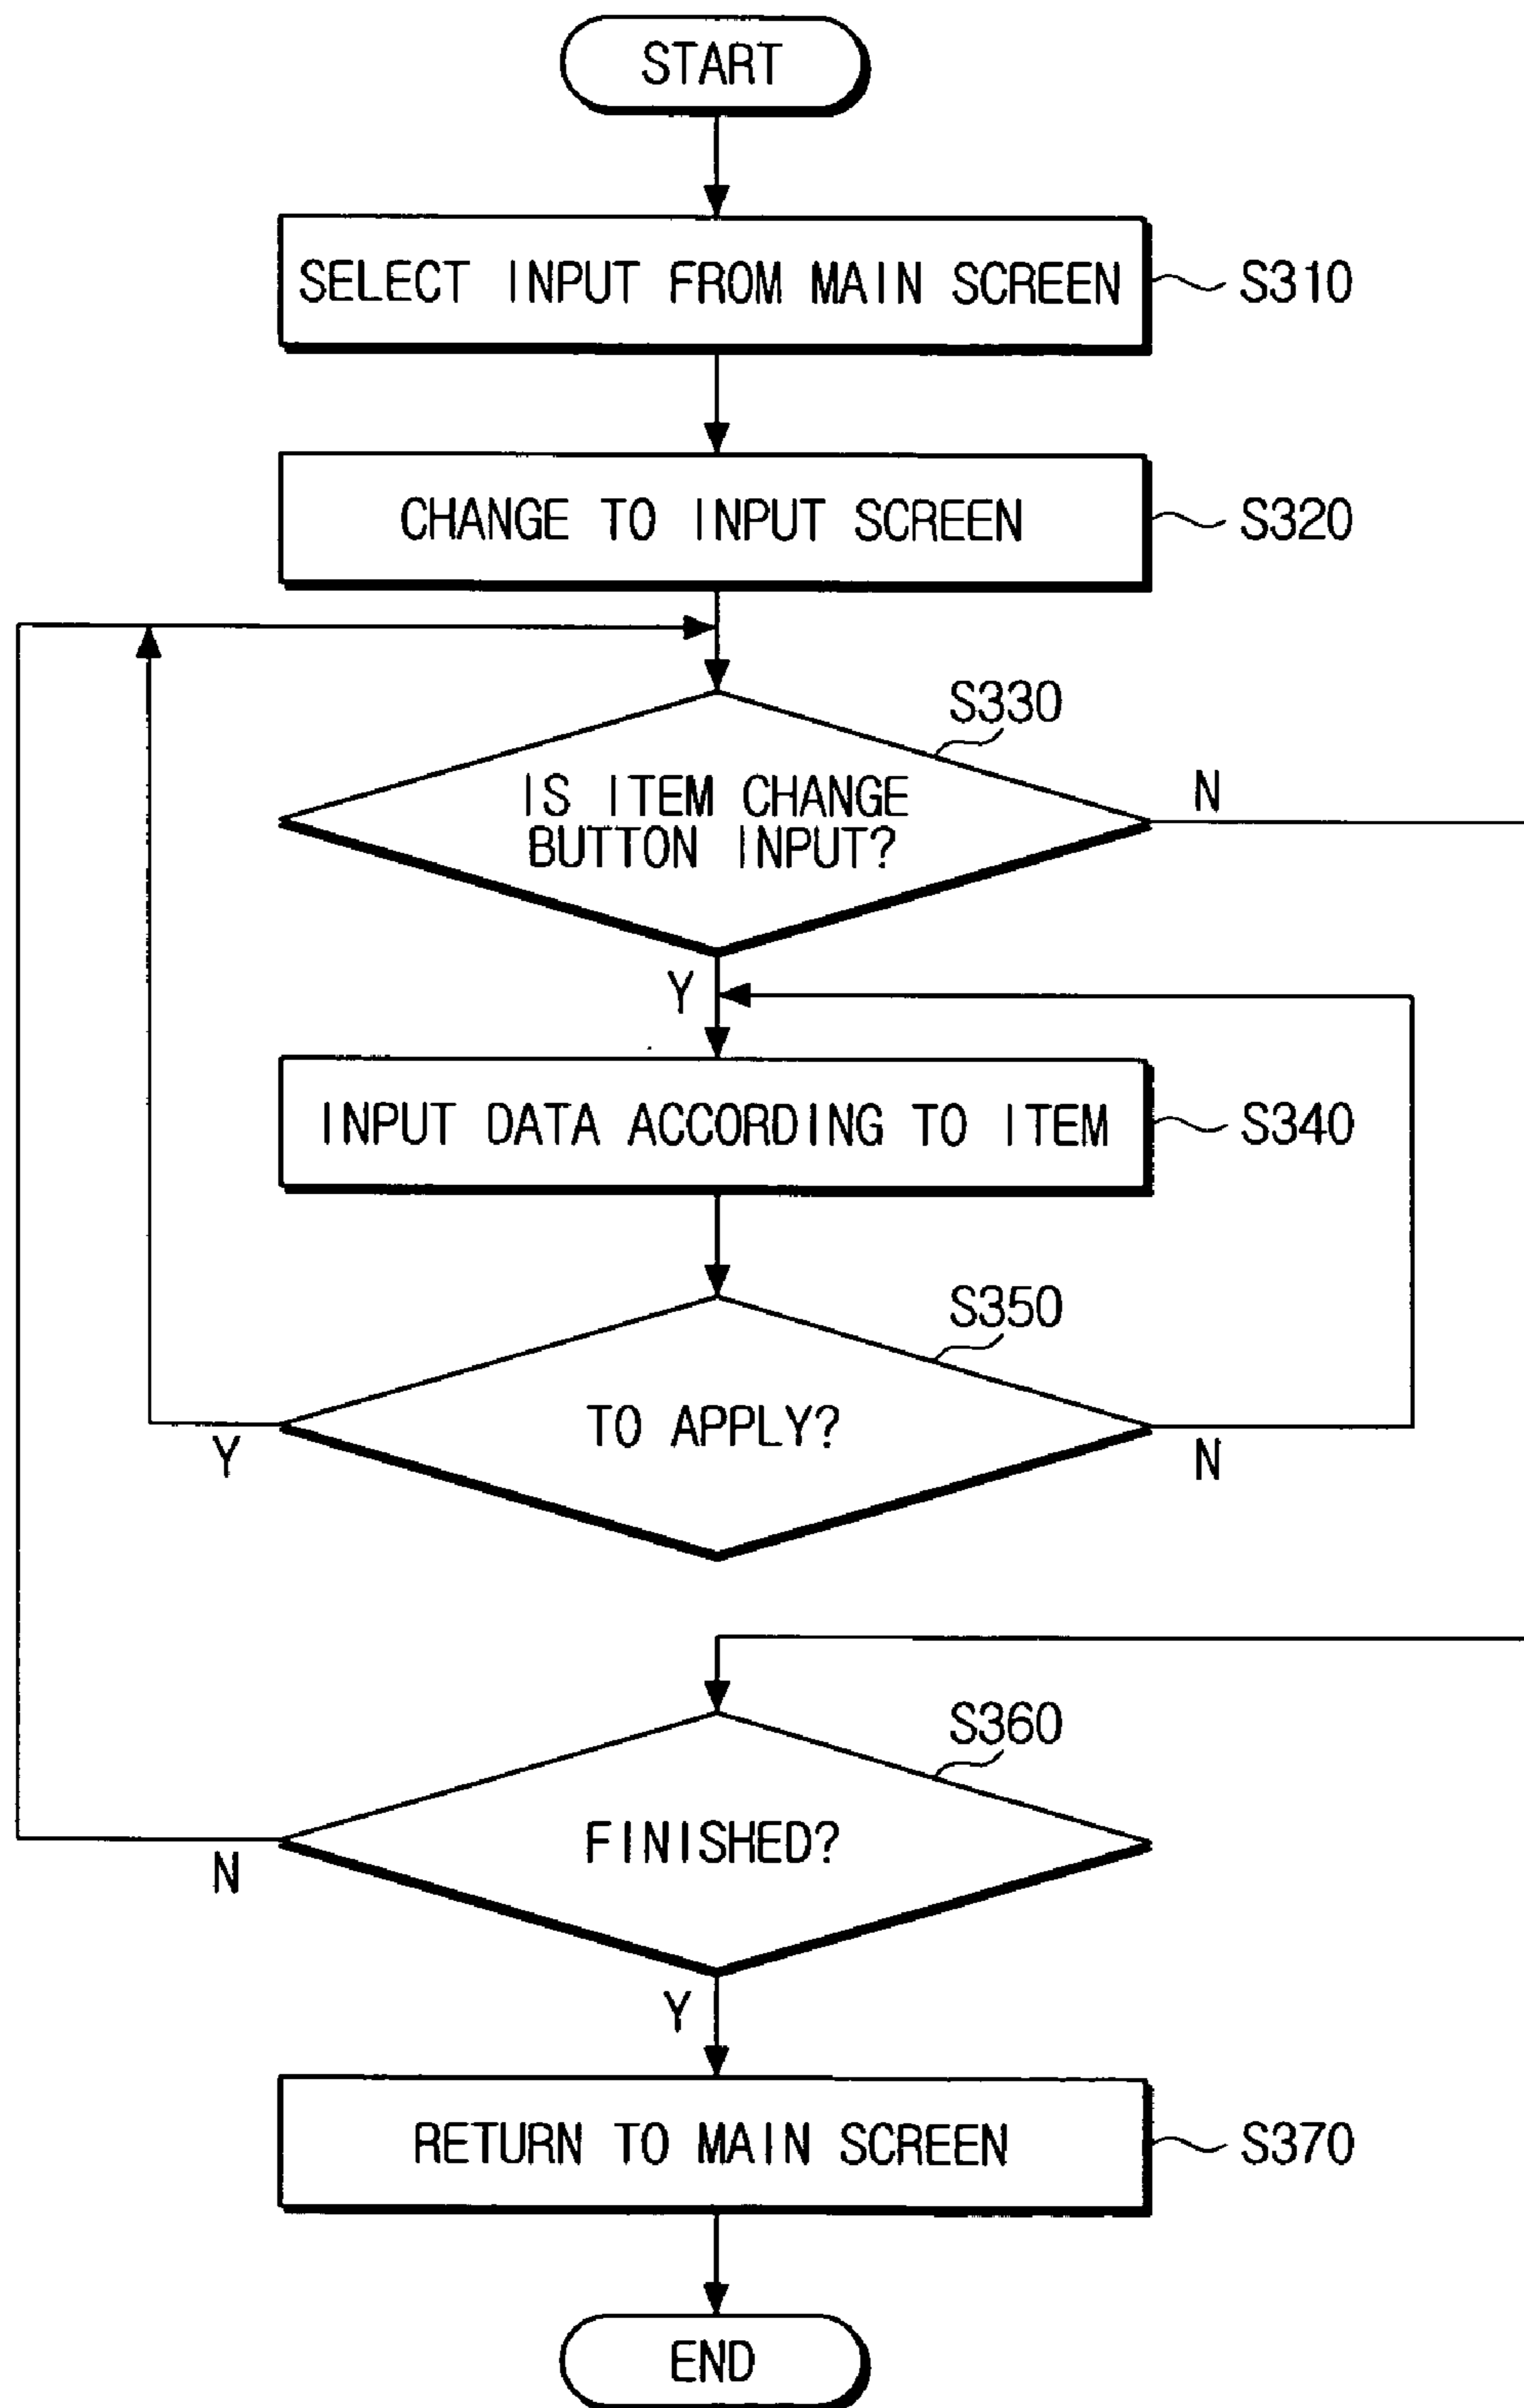 START
SELECT INPUT FROM MAIN SCREEN
S310
CHANGE TO INPUT SCREEN
S320
S330
IS ITEM CHANGE
BUTTON INPUT?
N
Y
INPUT DATA ACCORDING TO ITEM
S340
S350
TO APPLY?
Y
N
S360
FINISHED?
N
Y
RETURN TO MAIN SCREEN
S370
END